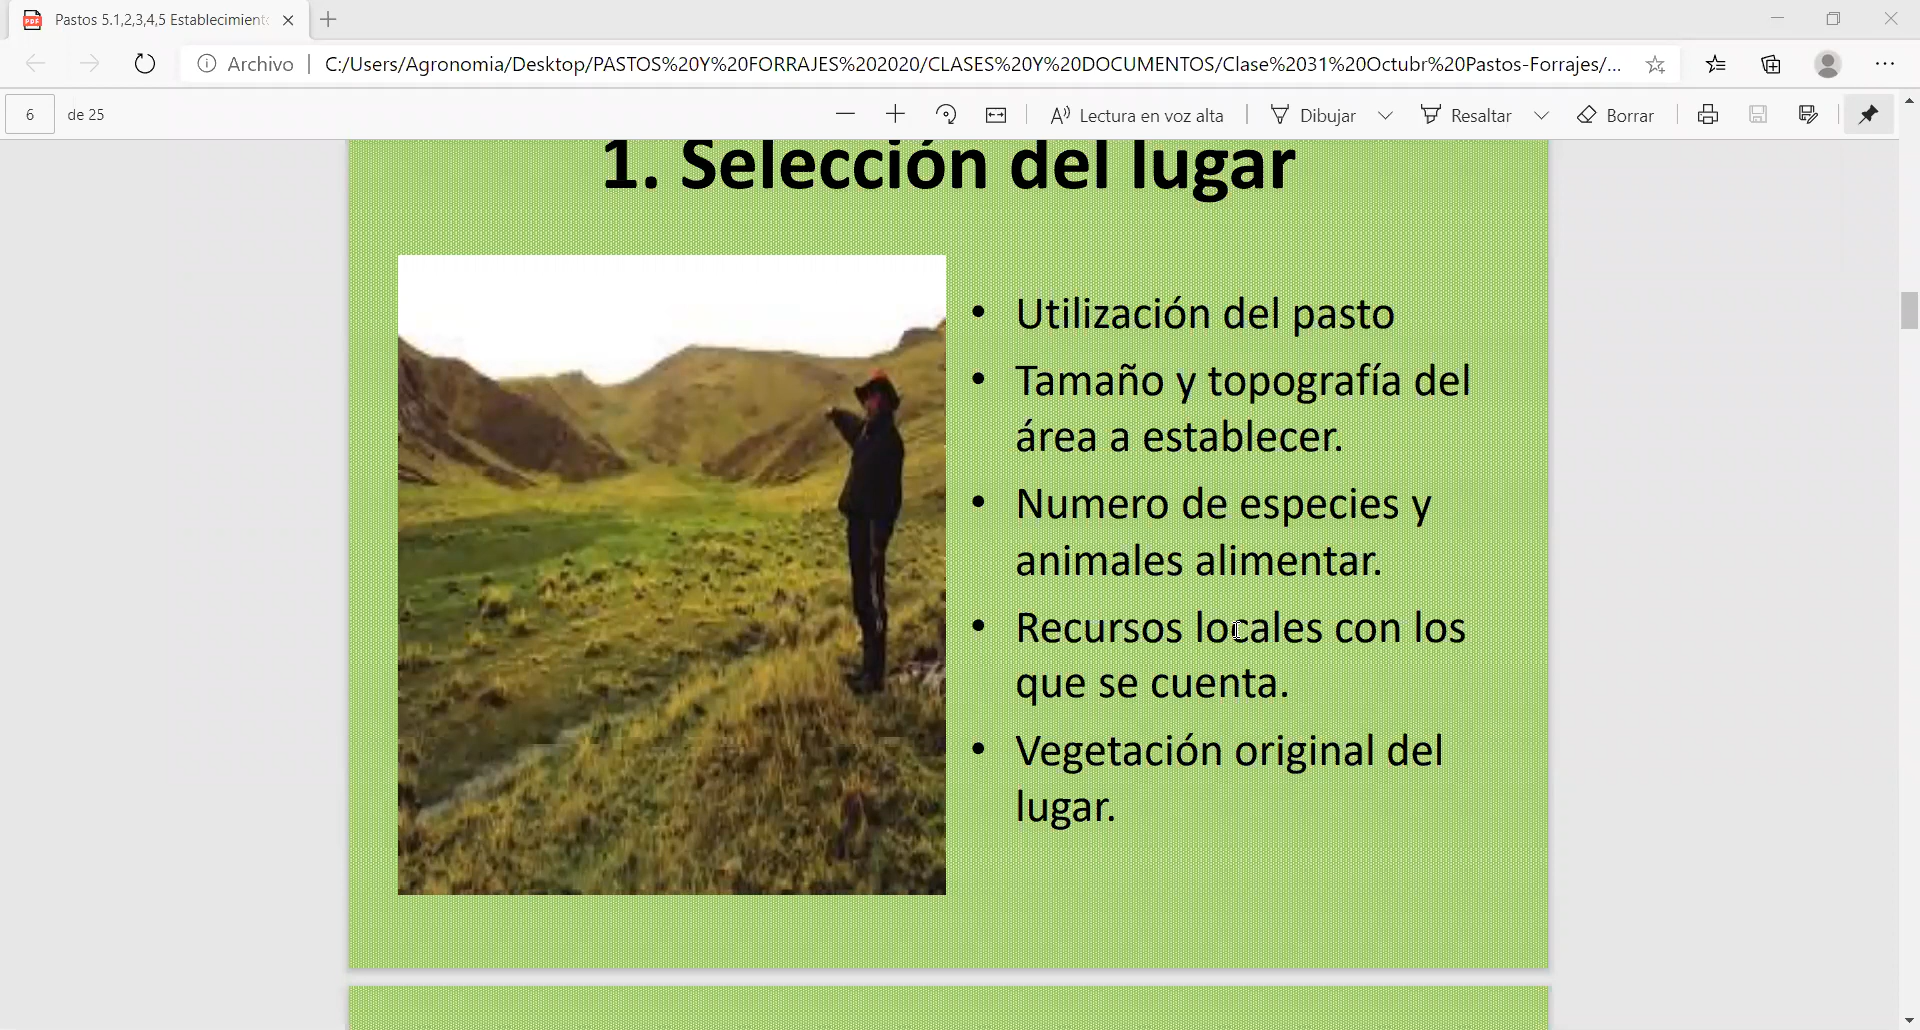 Pastos 5.1,2,3,4,5 Establecimient
Archivo
C:/Users/Agronomia/Desktop/PASTOS%20Y%20FORRAJES%202020/CLASES%20Y%20DOCUMENTOS/Clase%2031%20Octubr%20Pastos-Forrajes/...
6 de 25
Lectura en voz alta
Dibujar
Resaltar
Borrar
1. Selección del lugar
• Utilización del pasto
• Tamaño y topografía del
área a establecer.
• Numero de especies y
animales alimentar.
• Recursos locales con los
que se cuenta.
• Vegetación original del
lugar.